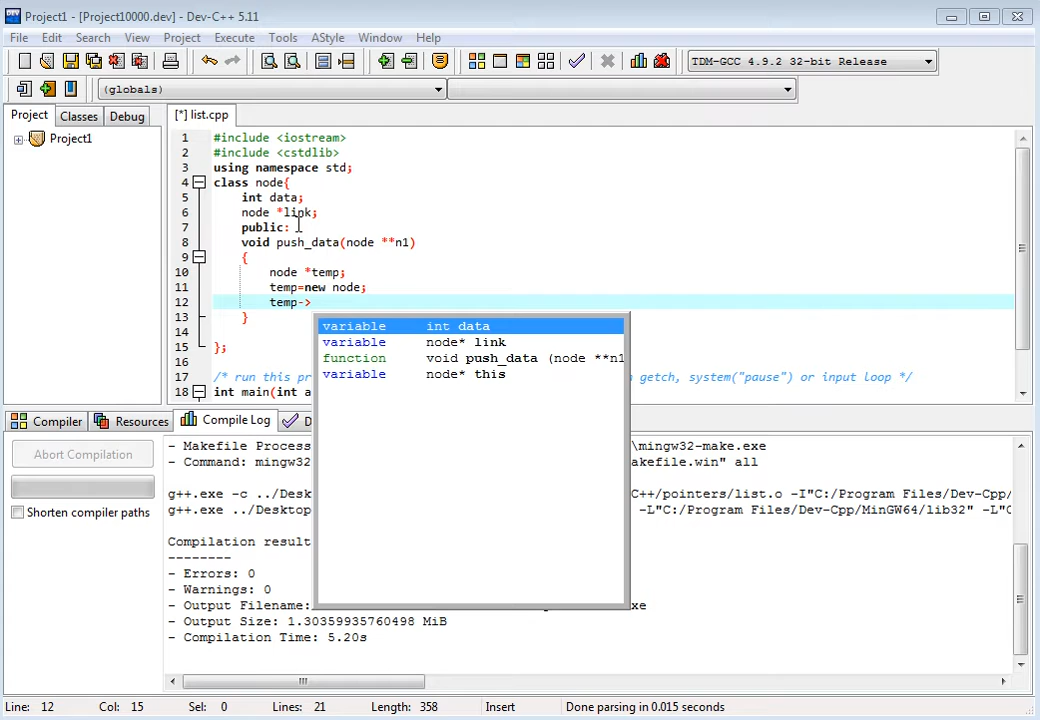 Project1 - [Project10000.dev] - Dev-C++ 5.11
File Edit Search View Project Execute Tools AStyle Window Help
TDM-GCC 4.9.2 32-bit Release
(globals)
Project Classes Debug
[*] list.cpp
Project1
1 #include <iostream>
2 #include <cstdlib>
3 using namespace std;
4 class node{
5 int data;
6 node *link;
7 public:
8 void push_data(node **n1)
9 {
10 node *temp;
11 temp=new node;
12 temp->
13 }
14
15 };
16
17 /* run this pr n getch, system("pause") or input loop */
18 int main(int a
variable int data
variable node* link
function void push_data (node **n1
variable node* this
Compiler Resources Compile Log D
Abort Compilation
Shorten compiler paths
- Makefile Process \mingw32-make.exe
- Command: mingw32 akefile.win" all
g++.exe -c ../Desk C++/pointers/list.o -I"C:/Program Files/Dev-Cpp/
g++.exe ../Desktop -L"C:/Program Files/Dev-Cpp/MinGW64/lib32" -L"C
Compilation result
--------
- Errors: 0
- Warnings: 0
- Output Filename: xe
- Output Size: 1.30359935760498 MiB
- Compilation Time: 5.20s
Line: 12 Col: 15 Sel: 0 Lines: 21 Length: 358 Insert Done parsing in 0.015 seconds